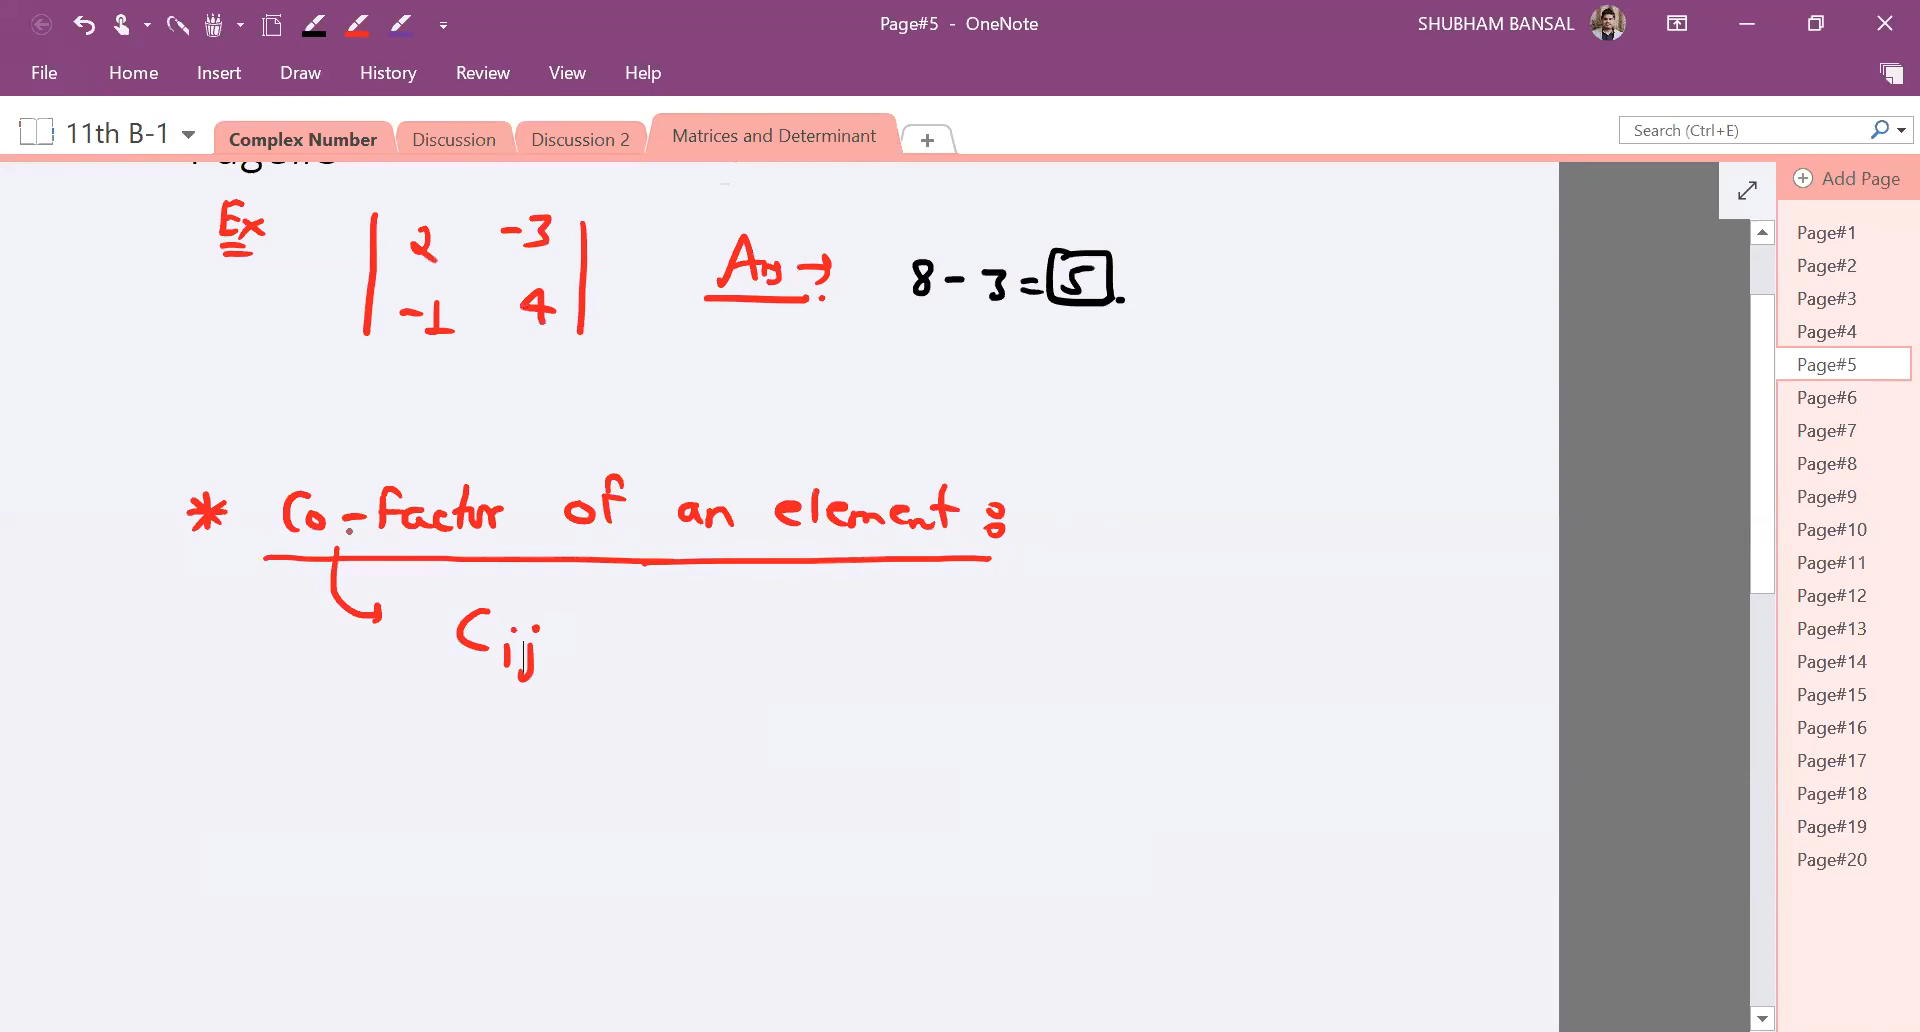 Page#5 - OneNote
SHUBHAM BANSAL
File Home Insert Draw History Review View Help
11th B-1
Complex Number Discussion Discussion 2 Matrices and Determinant +
Search (Ctrl+E)
Add Page
Ex | 2 -3 | Ans → 8 - 3 = 5.
| -1 4 |
* Co-factor of an element :
Cij
Page#1
Page#2
Page#3
Page#4
Page#5
Page#6
Page#7
Page#8
Page#9
Page#10
Page#11
Page#12
Page#13
Page#14
Page#15
Page#16
Page#17
Page#18
Page#19
Page#20